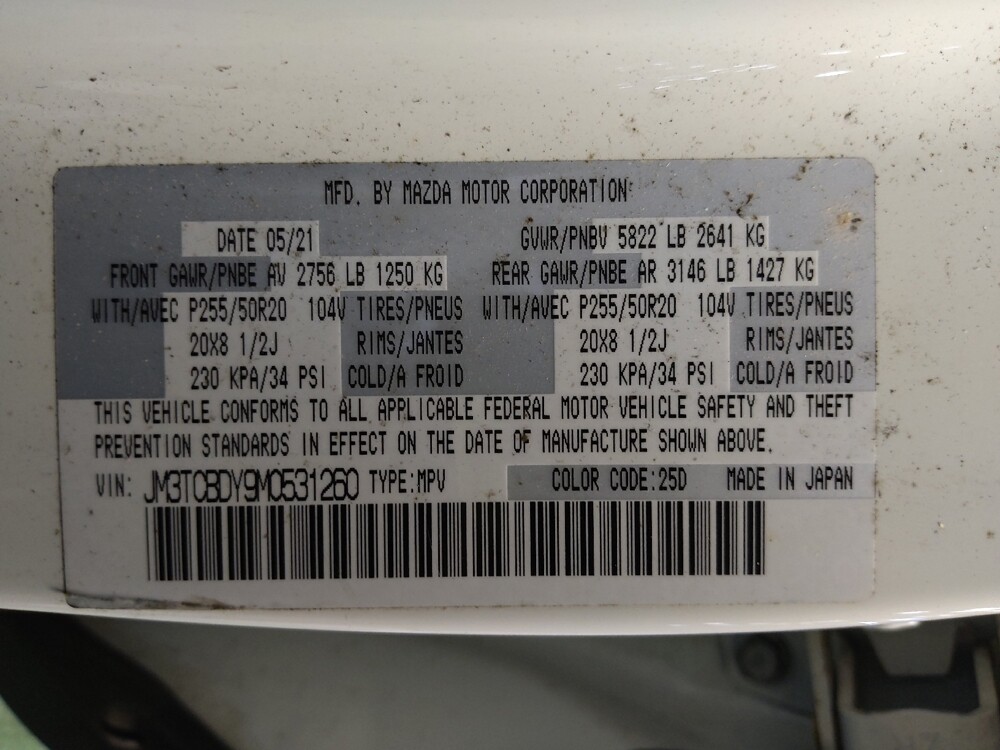 MFD. BY MAZDA MOTOR CORPORATION
DATE 05/21 GVWR/PNBV 5822 LB 2641 KG
FRONT GAWR/PNBE AV 2756 LB 1250 KG REAR GAWR/PNBE AR 3146 LB 1427 KG
WITH/AVEC P255/50R20 104V TIRES/PNEUS WITH/AVEC P255/50R20 104V TIRES/PNEUS
20X8 1/2J RIMS/JANTES 20X8 1/2J RIMS/JANTES
230 KPA/34 PSI COLD/A FROID 230 KPA/34 PSI COLD/A FROID
THIS VEHICLE CONFORMS TO ALL APPLICABLE FEDERAL MOTOR VEHICLE SAFETY AND THEFT
PREVENTION STANDARDS IN EFFECT ON THE DATE OF MANUFACTURE SHOWN ABOVE.
VIN: JM3TCBDY9M0531260 TYPE:MPV COLOR CODE:25D MADE IN JAPAN